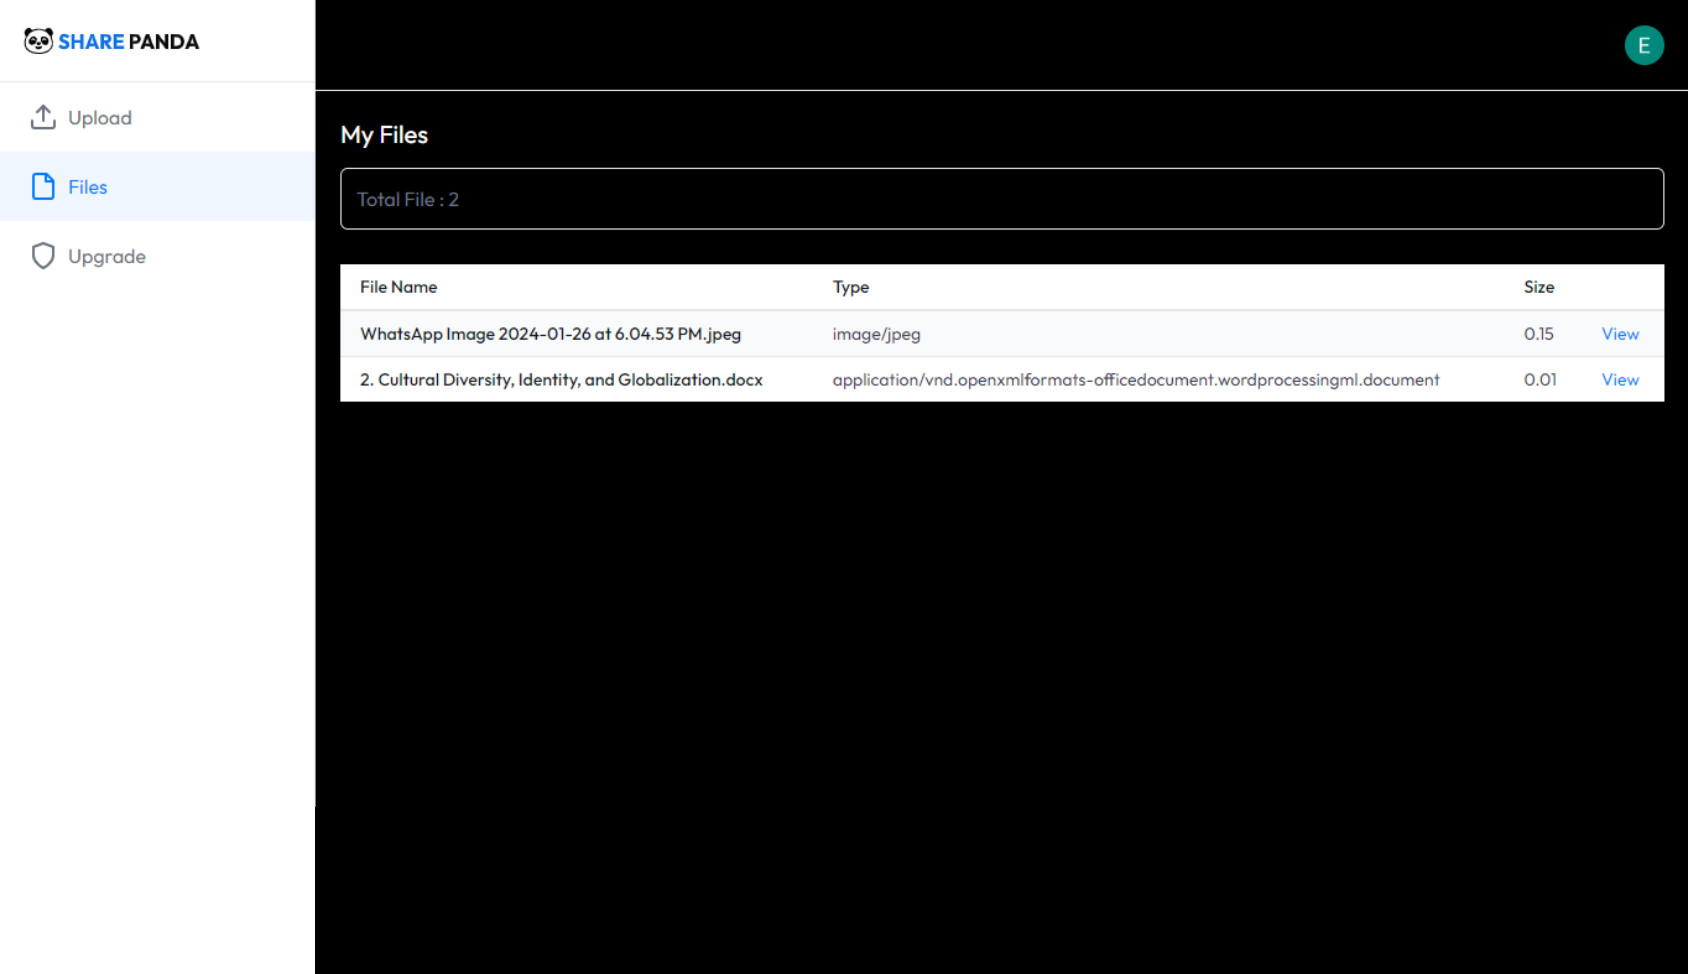 SHARE PANDA
E
Upload
Files
Upgrade
My Files
Total File : 2
File Name Type Size
WhatsApp Image 2024-01-26 at 6.04.53 PM.jpeg image/jpeg 0.15 View
2. Cultural Diversity, Identity, and Globalization.docx application/vnd.openxmlformats-officedocument.wordprocessingml.document 0.01 View